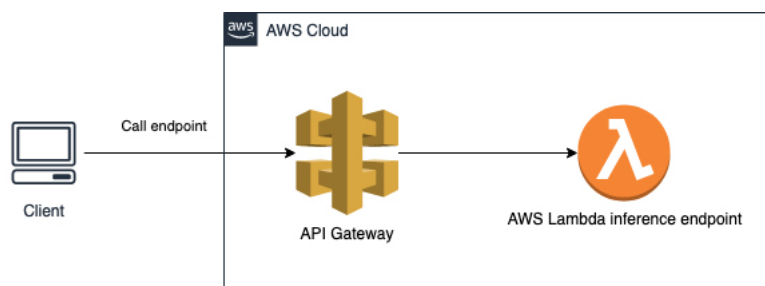 aws
AWS Cloud
Call endpoint
Client
API Gateway
AWS Lambda inference endpoint